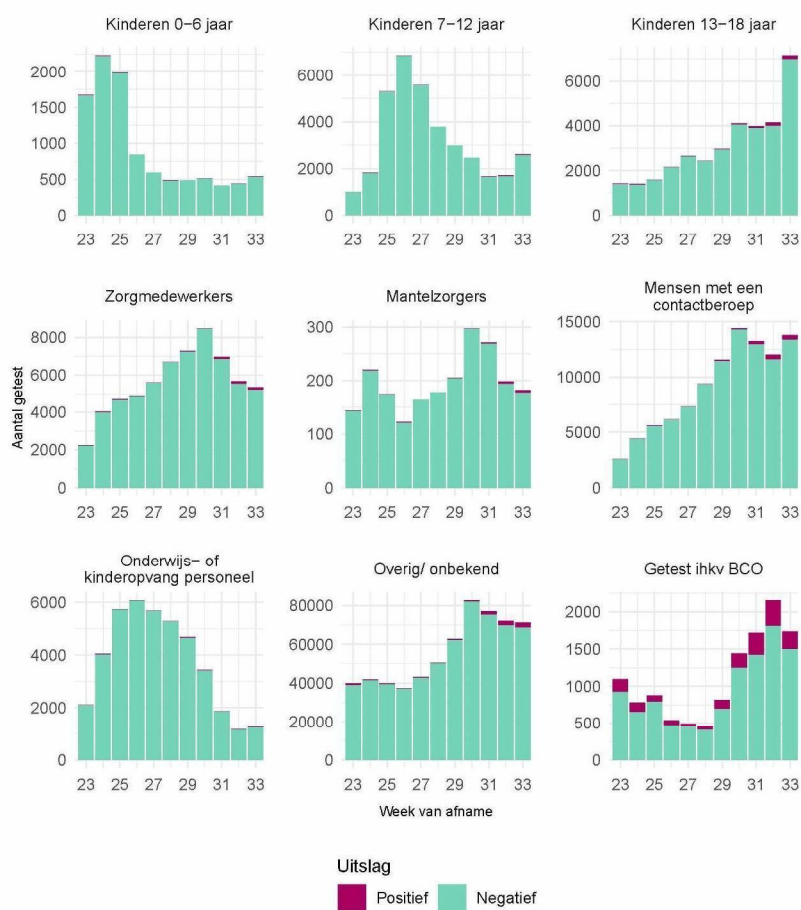 Kinderen 0−6 jaar
Kinderen 7−12 jaar
Kinderen 13−18 jaar
2000
1500
1000
500
0
23 25 27 29 31 33
6000
4000
2000
0
23 25 27 29 31 33
6000
4000
2000
0
23 25 27 29 31 33
Aantal getest
Zorgmedewerkers
Mantelzorgers
Mensen met een
contactberoep
8000
6000
4000
2000
0
23 25 27 29 31 33
300
200
100
0
23 25 27 29 31 33
15000
10000
5000
0
23 25 27 29 31 33
Onderwijs− of
kinderopvang personeel
Overig/ onbekend
Getest ihkv BCO
6000
4000
2000
0
23 25 27 29 31 33
80000
60000
40000
20000
0
23 25 27 29 31 33
2000
1500
1000
500
0
23 25 27 29 31 33
Week van afname
Uitslag
Positief Negatief